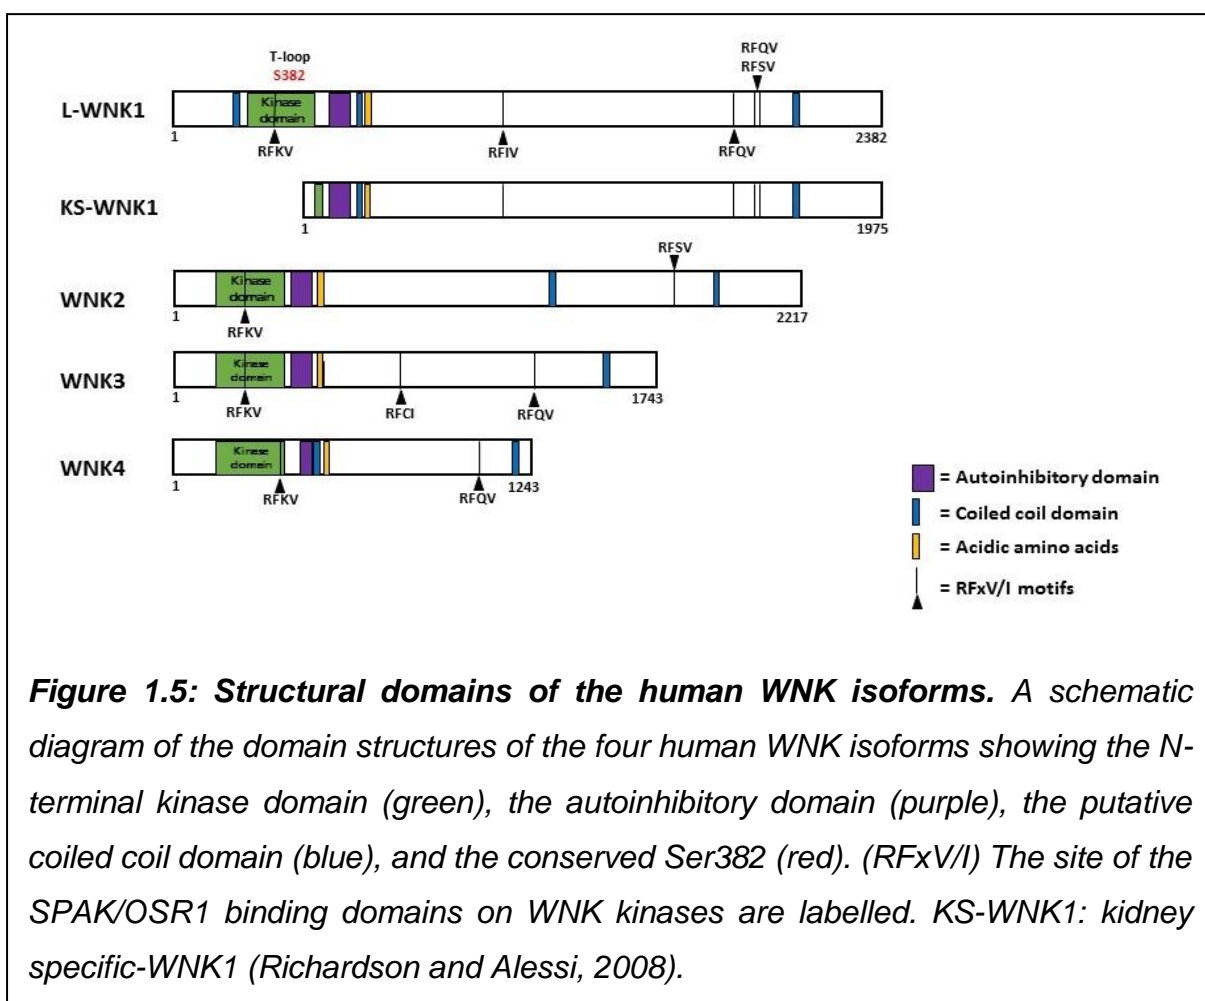 T-loop
S382
RFQV
RFSV
L-WNK1
Kinase
domain
1
2382
RFKV
RFIV
RFQV
KS-WNK1
1
1975
RFSV
WNK2
Kinase
domain
1
2217
RFKV
WNK3
Kinase
domain
1
1743
RFKV
RFCI
RFQV
WNK4
Kinase
domain
1
1243
RFKV
RFQV
= Autoinhibitory domain
= Coiled coil domain
= Acidic amino acids
= RFxV/I motifs
Figure 1.5: Structural domains of the human WNK isoforms. A schematic
diagram of the domain structures of the four human WNK isoforms showing the N-
terminal kinase domain (green), the autoinhibitory domain (purple), the putative
coiled coil domain (blue), and the conserved Ser382 (red). (RFxV/I) The site of the
SPAK/OSR1 binding domains on WNK kinases are labelled. KS-WNK1: kidney
specific-WNK1 (Richardson and Alessi, 2008).